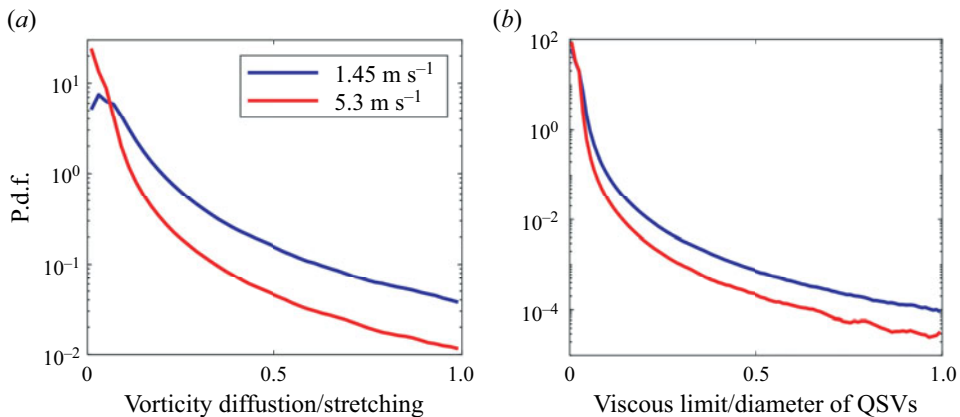 (a)
(b)
P.d.f.
10^1
10^0
10^–1
10^–2
1.45 m s^–1
5.3 m s^–1
0
0.5
1.0
Vorticity diffustion/stretching
10^2
10^0
10^–2
10^–4
0
0.5
1.0
Viscous limit/diameter of QSVs